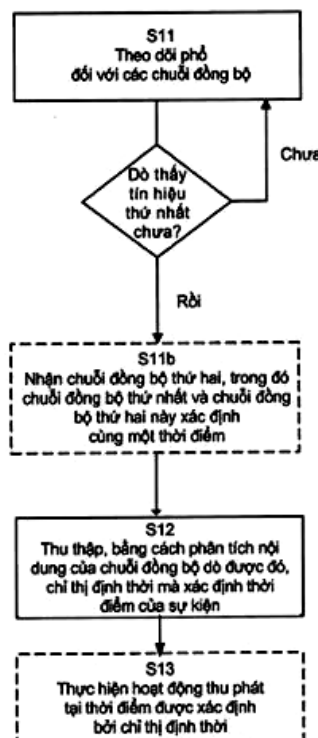 S11
Theo dõi phổ
đối với các chuỗi đồng bộ
Chưa
Dò thấy
tín hiệu
thứ nhất
chưa?
Rồi
S11b
Nhận chuỗi đồng bộ thứ hai, trong đó
chuỗi đồng bộ thứ nhất và chuỗi đồng
bộ thứ hai này xác định
cùng một thời điểm
S12
Thu thập, bằng cách phân tích nội
dung của chuỗi đồng bộ dò được đó,
chỉ thị định thời mà xác định thời
điểm của sự kiện
S13
Thực hiện hoạt động thu phát
tại thời điểm được xác định
bởi chỉ thị định thời